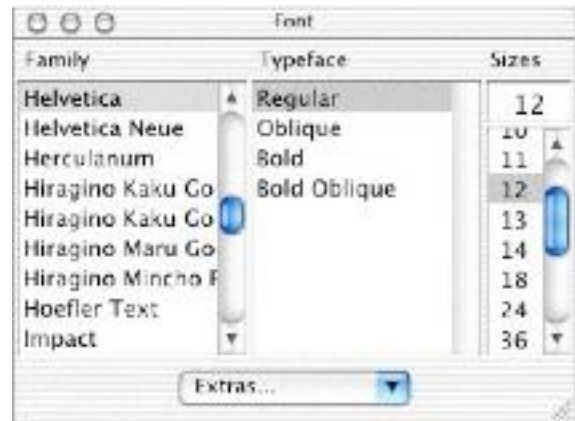 Font
Family
Typeface
Sizes
Helvetica
Helvetica Neue
Herculanum
Hiragino Kaku Go
Hiragino Kaku Go
Hiragino Maru Go
Hiragino Mincho P
Hoefler Text
Impact
Regular
Oblique
Bold
Bold Oblique
12
10
11
12
13
14
18
24
36
Extras...